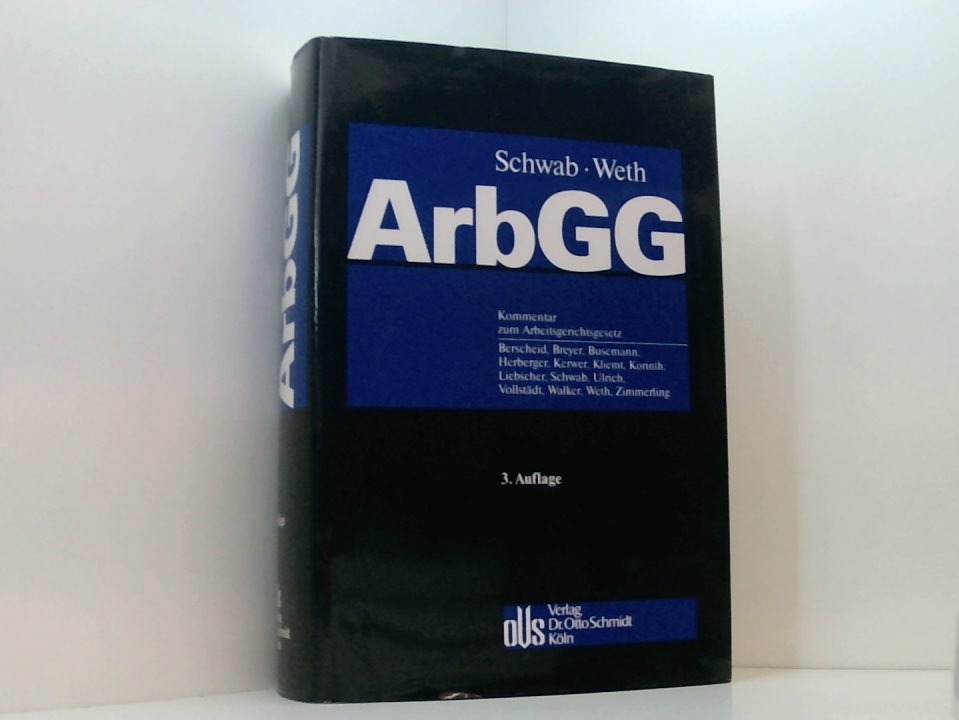 Schwab · Weth
ArbGG
Kommentar
zum Arbeitsgerichtsgesetz
Berscheid, Breyer, Busemann,
Herberger, Kerwer, Kliemt, Korinth,
Liebscher, Schwab, Ulrich,
Vollstädt, Walker, Weth, Zimmerling
3. Auflage
oVs
Verlag
Dr. Otto Schmidt
Köln
ArbGG